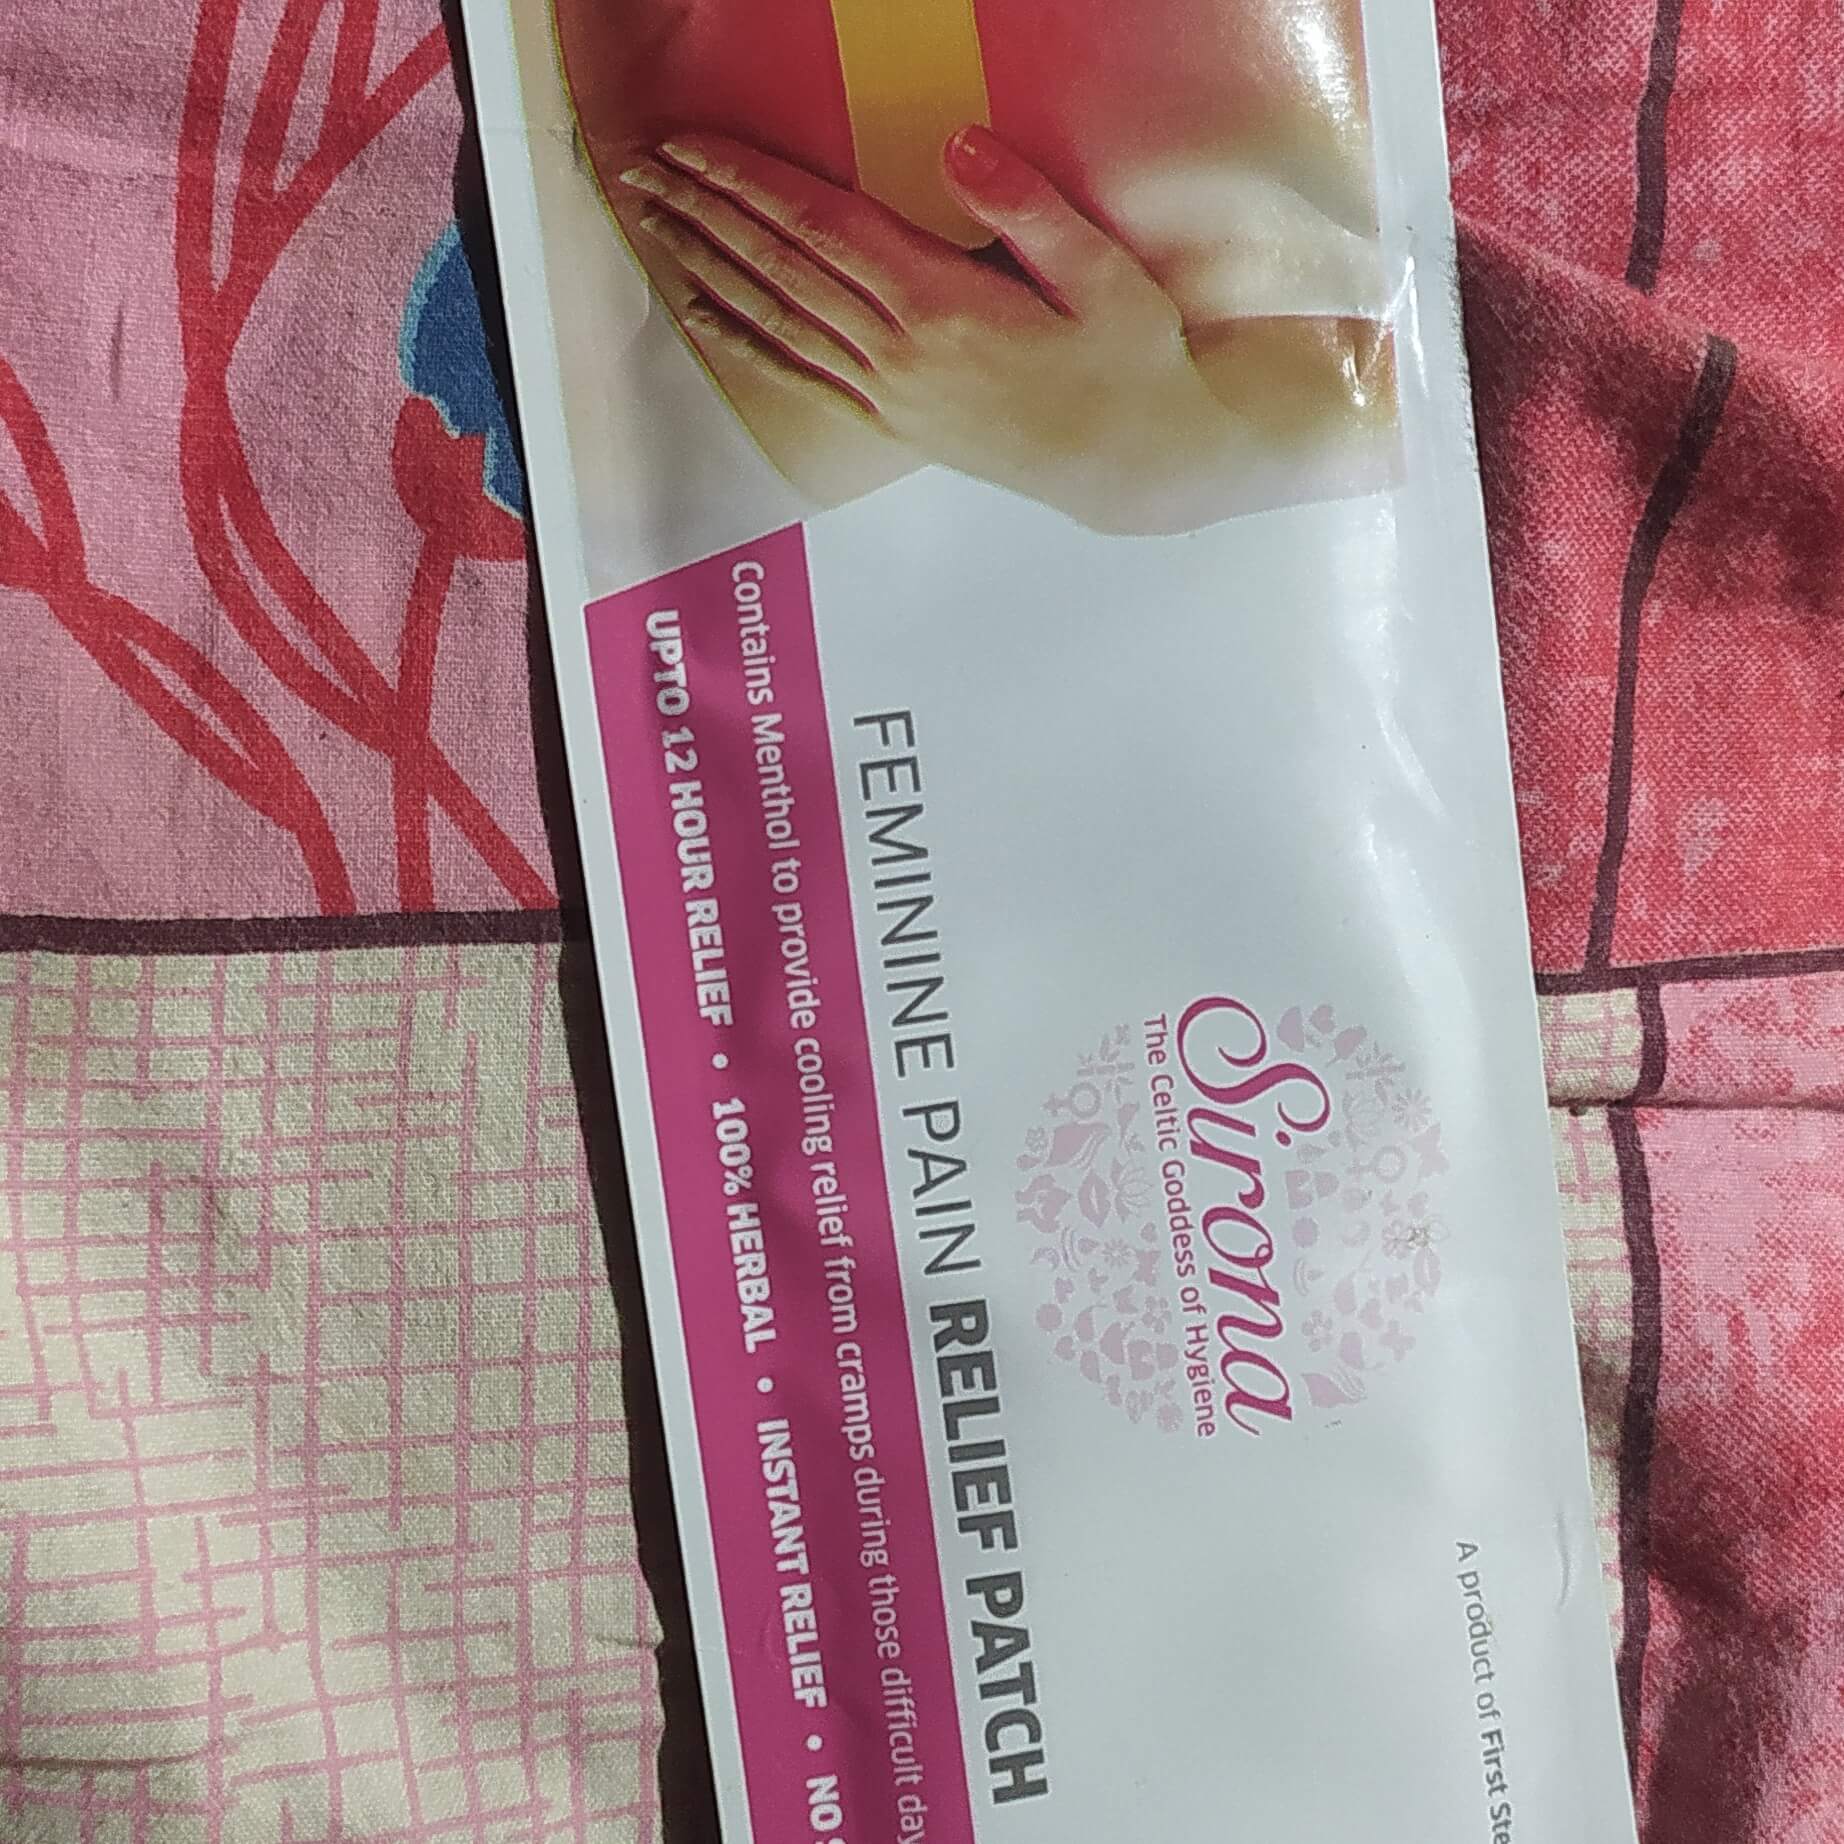 A product of First Ste
Sirona
The Celtic Goddess of Hygiene
FEMININE PAIN RELIEF PATCH
Contains Menthol to provide cooling relief from cramps during those difficult day
UPTO 12 HOUR RELIEF • 100% HERBAL • INSTANT RELIEF • NO